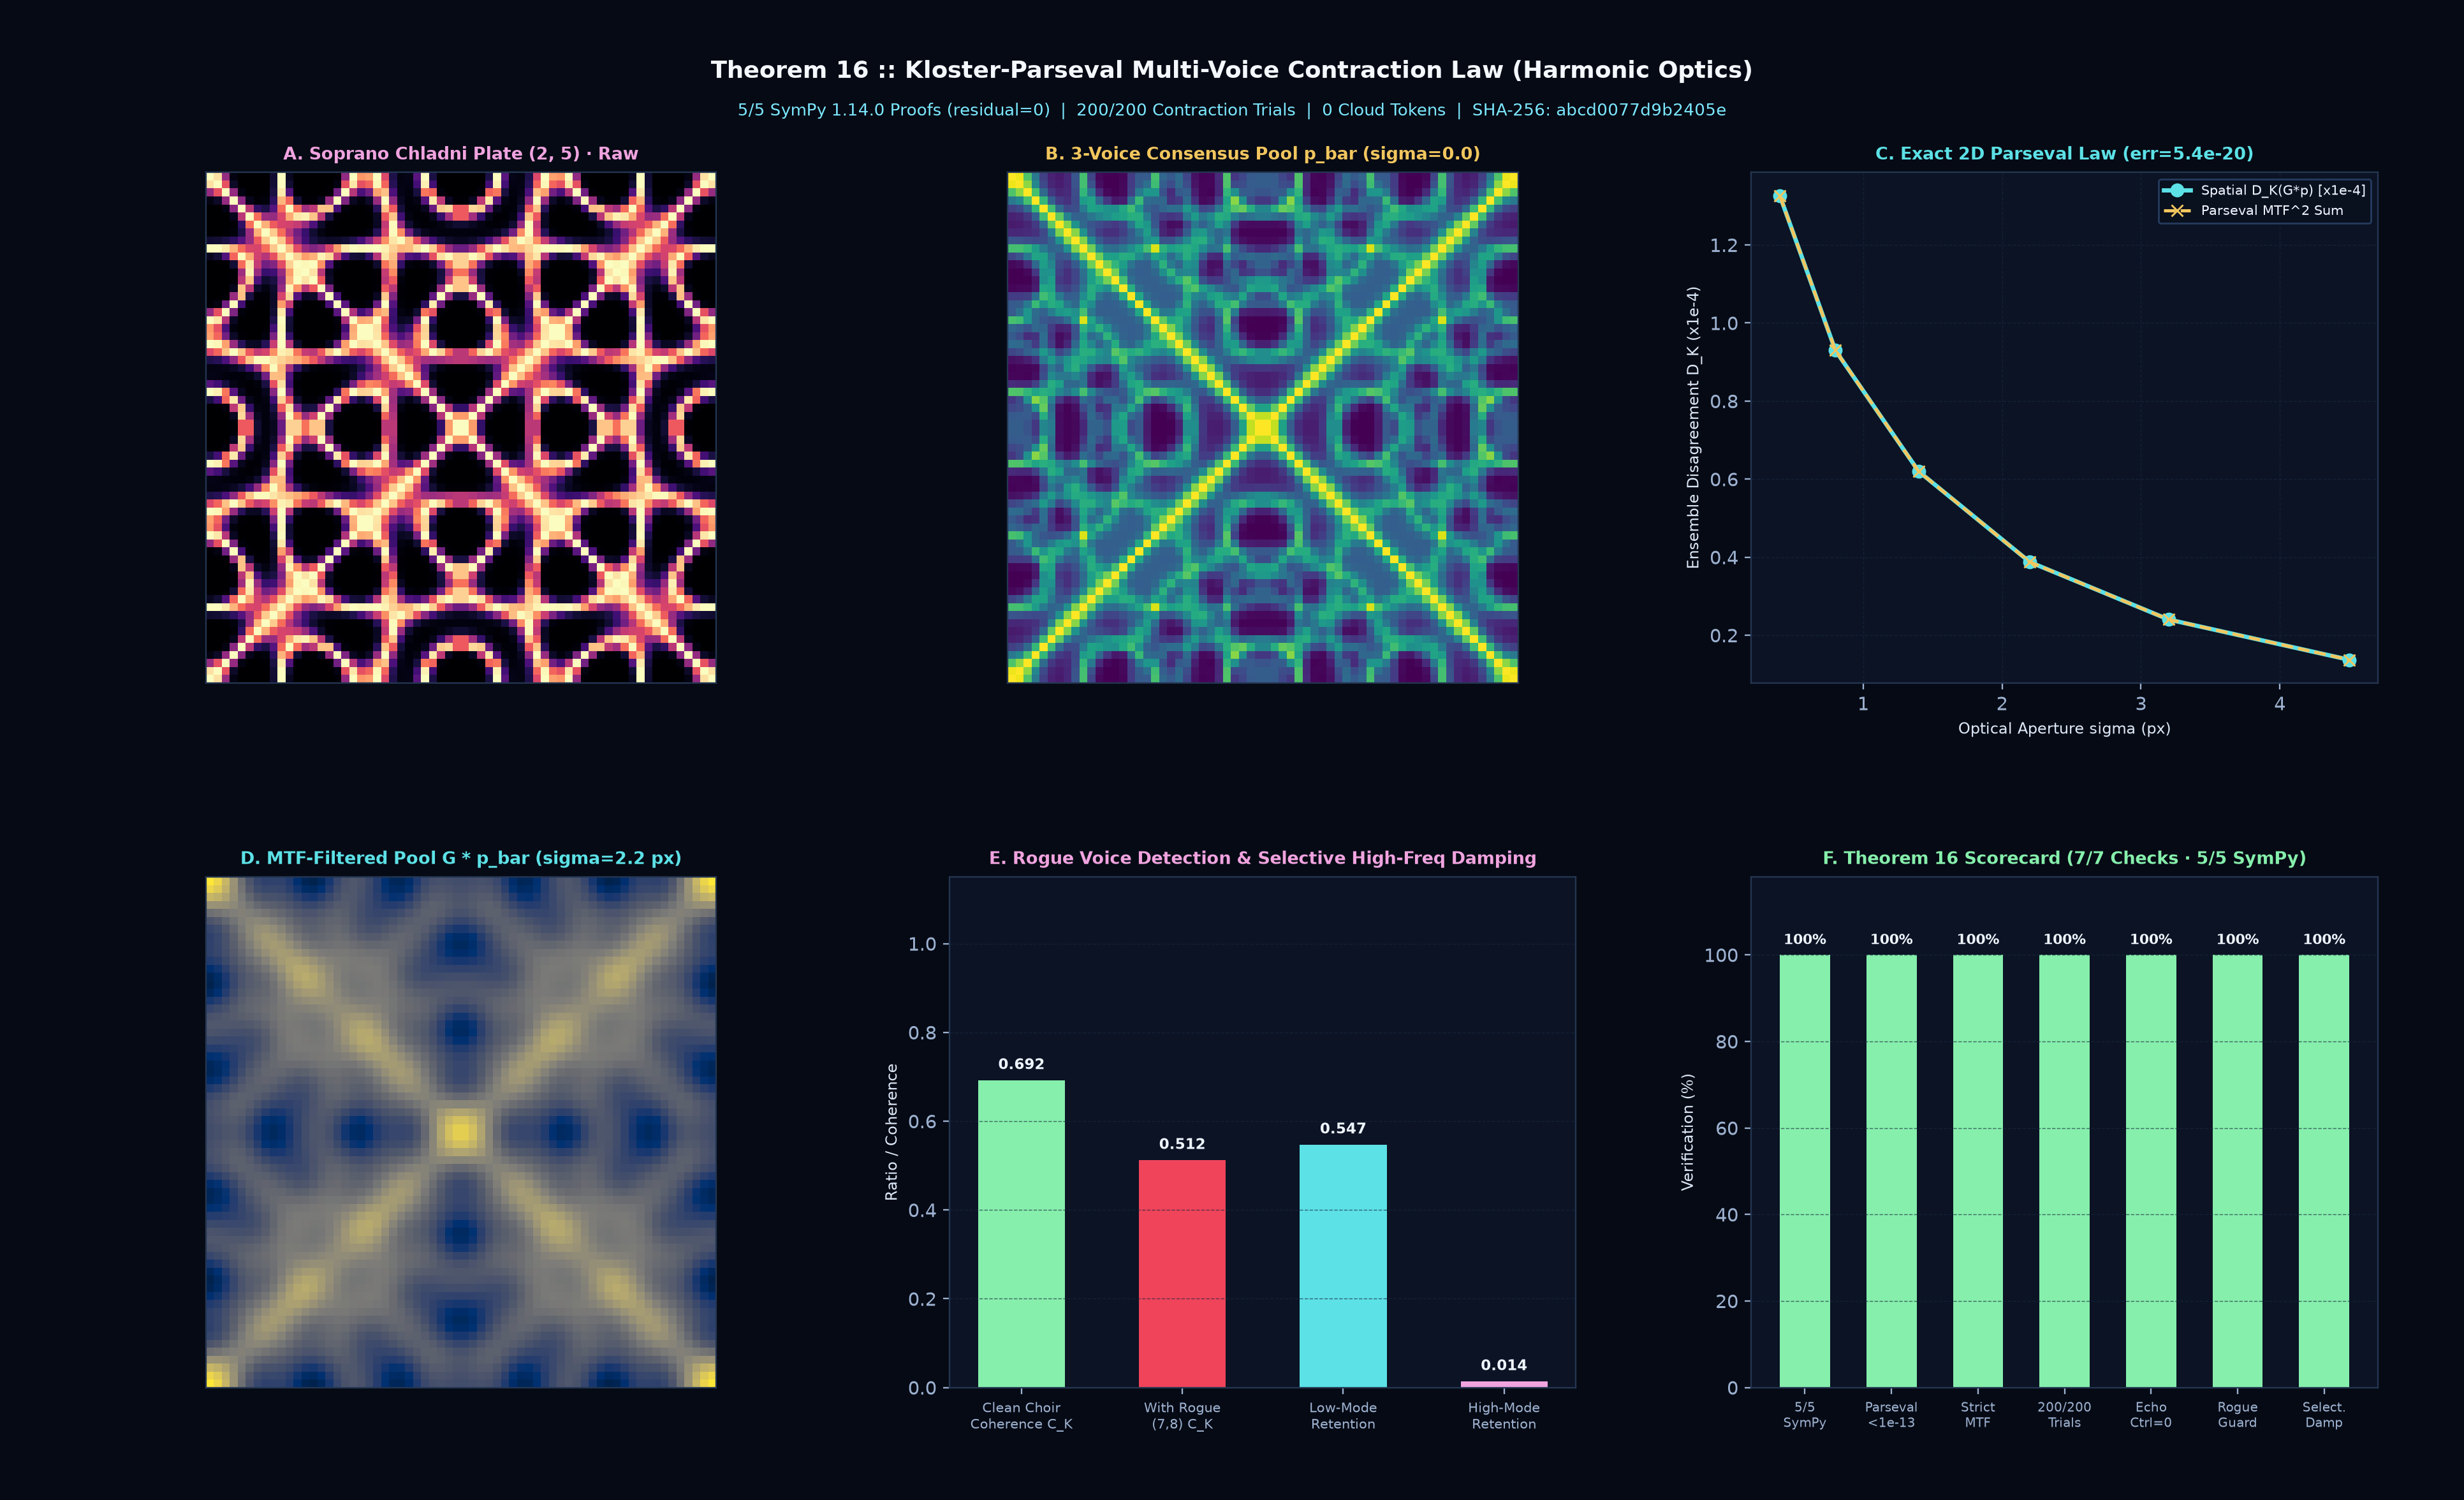 Theorem 16 :: Kloster-Parseval Multi-Voice Contraction Law (Harmonic Optics)
5/5 SymPy 1.14.0 Proofs (residual=0) | 200/200 Contraction Trials | 0 Cloud Tokens | SHA-256: abcd0077d9b2405e
A. Soprano Chladni Plate (2, 5) · Raw
B. 3-Voice Consensus Pool p_bar (sigma=0.0)
C. Exact 2D Parseval Law (err=5.4e-20)
Spatial D_K(G*p) [x1e-4]
Parseval MTF^2 Sum
Ensemble Disagreement D_K (x1e-4)
1.2
1.0
0.8
0.6
0.4
0.2
1 2 3 4
Optical Aperture sigma (px)
D. MTF-Filtered Pool G * p_bar (sigma=2.2 px)
E. Rogue Voice Detection & Selective High-Freq Damping
Ratio / Coherence
1.0
0.8
0.6
0.4
0.2
0.0
0.692
0.512
0.547
0.014
Clean Choir
Coherence C_K
With Rogue
(7,8) C_K
Low-Mode
Retention
High-Mode
Retention
F. Theorem 16 Scorecard (7/7 Checks · 5/5 SymPy)
Verification (%)
100
80
60
40
20
0
100% 100% 100% 100% 100% 100% 100%
5/5
SymPy
Parseval
<1e-13
Strict
MTF
200/200
Trials
Echo
Ctrl=0
Rogue
Guard
Select.
Damp